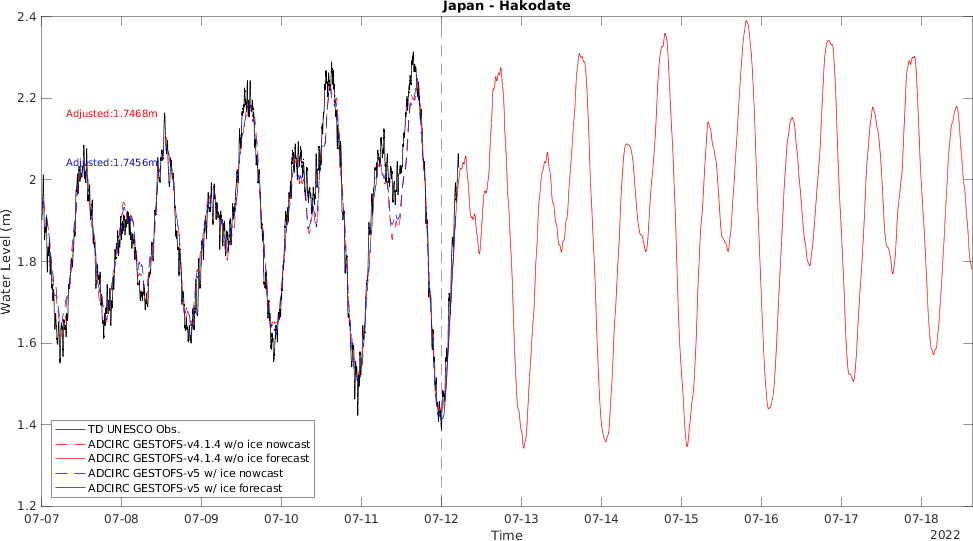 Japan - Hakodate
2.4
2.2
2
1.8
1.6
1.4
1.2
Water Level (m)
Adjusted:1.7468m
Adjusted:1.7456m
TD UNESCO Obs.
ADCIRC GESTOFS-v4.1.4 w/o ice nowcast
ADCIRC GESTOFS-v4.1.4 w/o ice forecast
ADCIRC GESTOFS-v5 w/ ice nowcast
ADCIRC GESTOFS-v5 w/ ice forecast
07-07 07-08 07-09 07-10 07-11 07-12 07-13 07-14 07-15 07-16 07-17 07-18
Time
2022